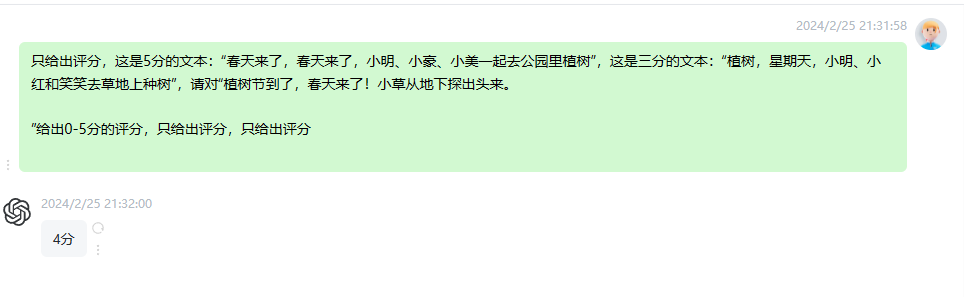 2024/2/25 21:31:58
只给出评分，这是5分的文本：“春天来了，春天来了，小明、小豪、小美一起去公园里植树”，这是三分的文本：“植树，星期天，小明、小
红和笑笑去草地上种树”，请对“植树节到了，春天来了！小草从地下探出头来。
”给出0-5分的评分，只给出评分，只给出评分
2024/2/25 21:32:00
4分